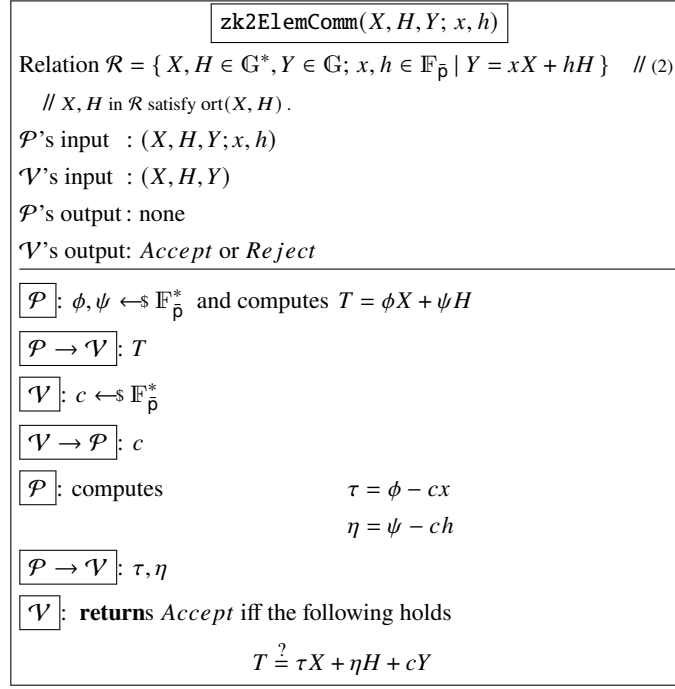 zk2ElemComm(X, H, Y; x, h)
Relation ℛ = { X, H ∈ 𝔾*, Y ∈ 𝔾; x, h ∈ 𝔽_p̄ | Y = xX + hH } // (2)
// X, H in ℛ satisfy ort(X, H) .
𝒫's input : (X, H, Y; x, h)
𝒱's input : (X, H, Y)
𝒫's output : none
𝒱's output: Accept or Reject
𝒫 : ϕ, ψ ←$ 𝔽*_p̄ and computes T = ϕX + ψH
𝒫 → 𝒱 : T
𝒱 : c ←$ 𝔽*_p̄
𝒱 → 𝒫 : c
𝒫 : computes τ = ϕ − cx
η = ψ − ch
𝒫 → 𝒱 : τ, η
𝒱 : returns Accept iff the following holds
T ≟ τX + ηH + cY